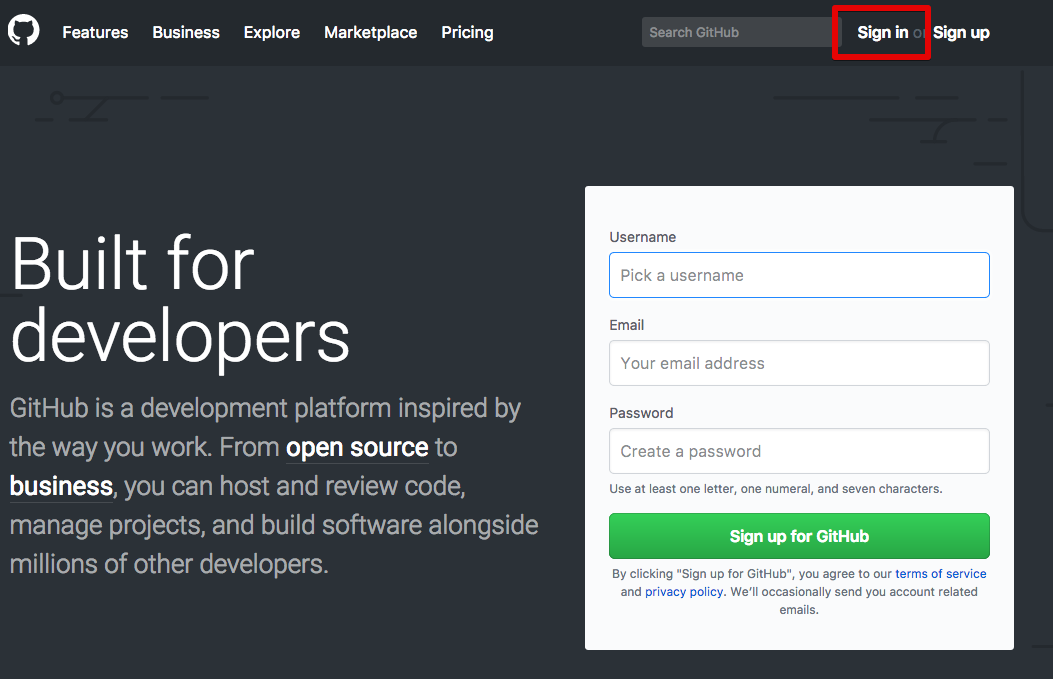 Features Business Explore Marketplace Pricing Search GitHub Sign in or Sign up
Built for
developers
GitHub is a development platform inspired by
the way you work. From open source to
business, you can host and review code,
manage projects, and build software alongside
millions of other developers.
Username
Pick a username
Email
Your email address
Password
Create a password
Use at least one letter, one numeral, and seven characters.
Sign up for GitHub
By clicking "Sign up for GitHub", you agree to our terms of service
and privacy policy. We’ll occasionally send you account related
emails.